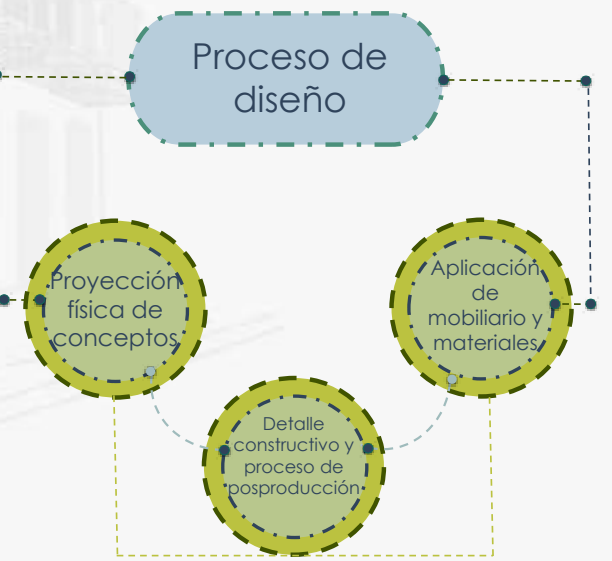 Proceso de
diseño
Proyección
física de
conceptos
Aplicación
de
mobiliario y
materiales
Detalle
constructivo y
proceso de
posproducción